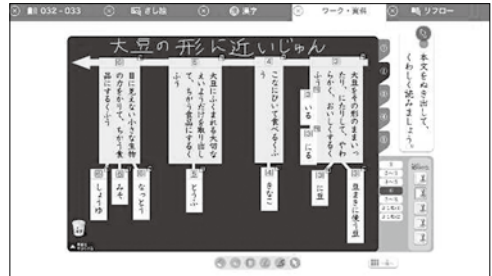 032-033
さし絵
漢字
ワーク・資料
リフロー
本文をぬき出して、
くわしく読みましょう。
大豆の形に近いじゅん
大豆をその形のままいっ
たり、にたりして、やわ
らかく、おいしくするく
ふう
いる
にる
豆まきに使う豆
に豆
こなにひいて食べるくふ
う
きなこ
大豆にふくまれる大切な
えいようだけを取り出し
て、ちがう食品にするく
ふう
とうふ
目に見えない小さな生物
の力をかりて、ちがう食
品にするくふう
なっとう
みそ
しょうゆ